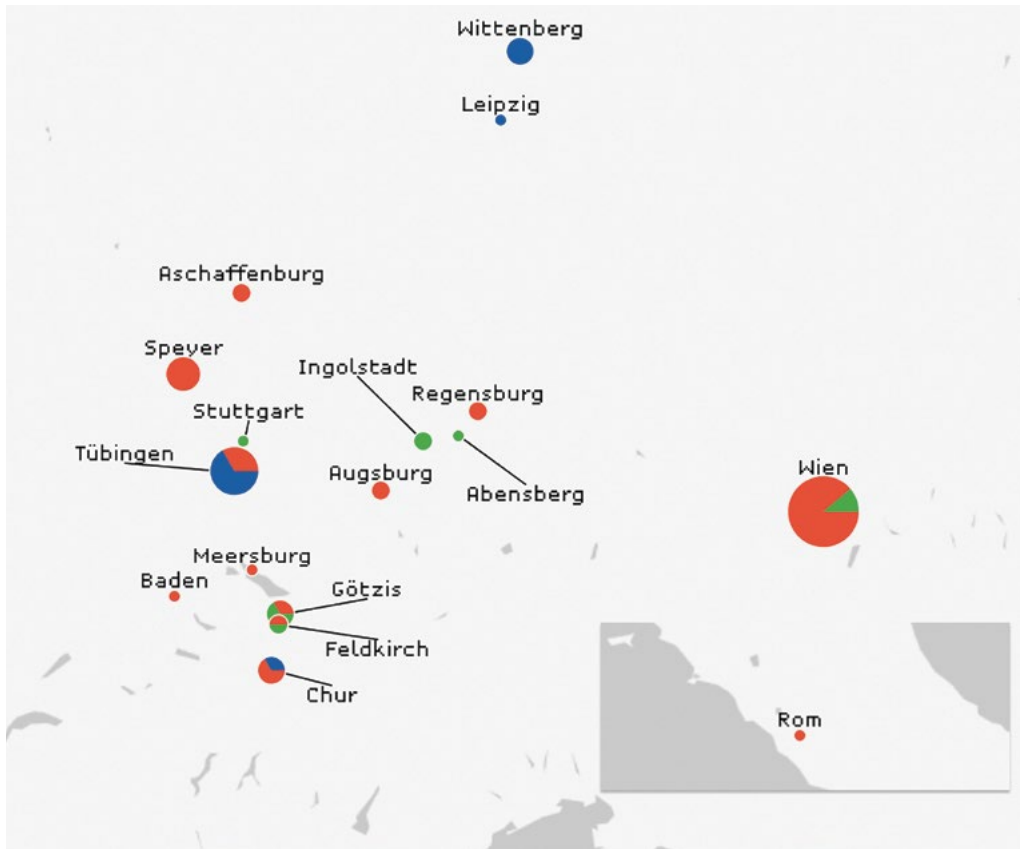 Wittenberg
Leipzig
Aschaffenburg
Speyer
Ingolstadt
Regensburg
Stuttgart
Tübingen
Augsburg
Wien
Abensberg
Meersburg
Baden
Götzis
Feldkirch
Chur
Rom